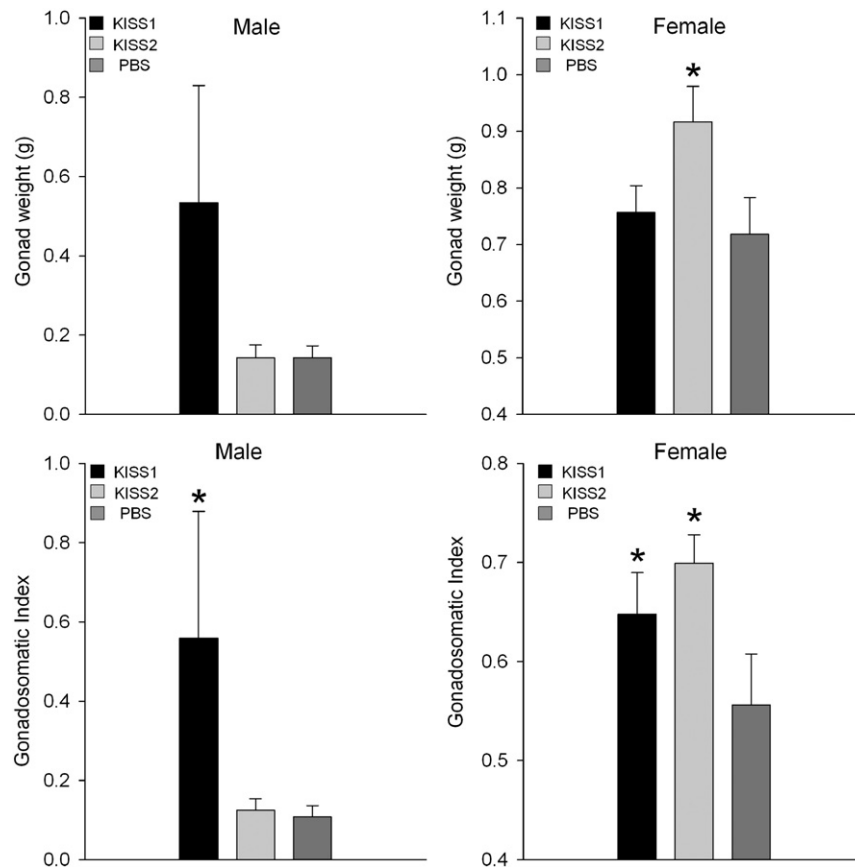 Male
KISS1
KISS2
PBS
Gonad weight (g)
1.0
0.8
0.6
0.4
0.2
0.0
Female
*
KISS1
KISS2
PBS
Gonad weight (g)
1.1
1.0
0.9
0.8
0.7
0.6
0.5
0.4
Male
*
KISS1
KISS2
PBS
Gonadosomatic Index
1.0
0.8
0.6
0.4
0.2
0.0
Female
* *
KISS1
KISS2
PBS
Gonadosomatic Index
0.8
0.7
0.6
0.5
0.4